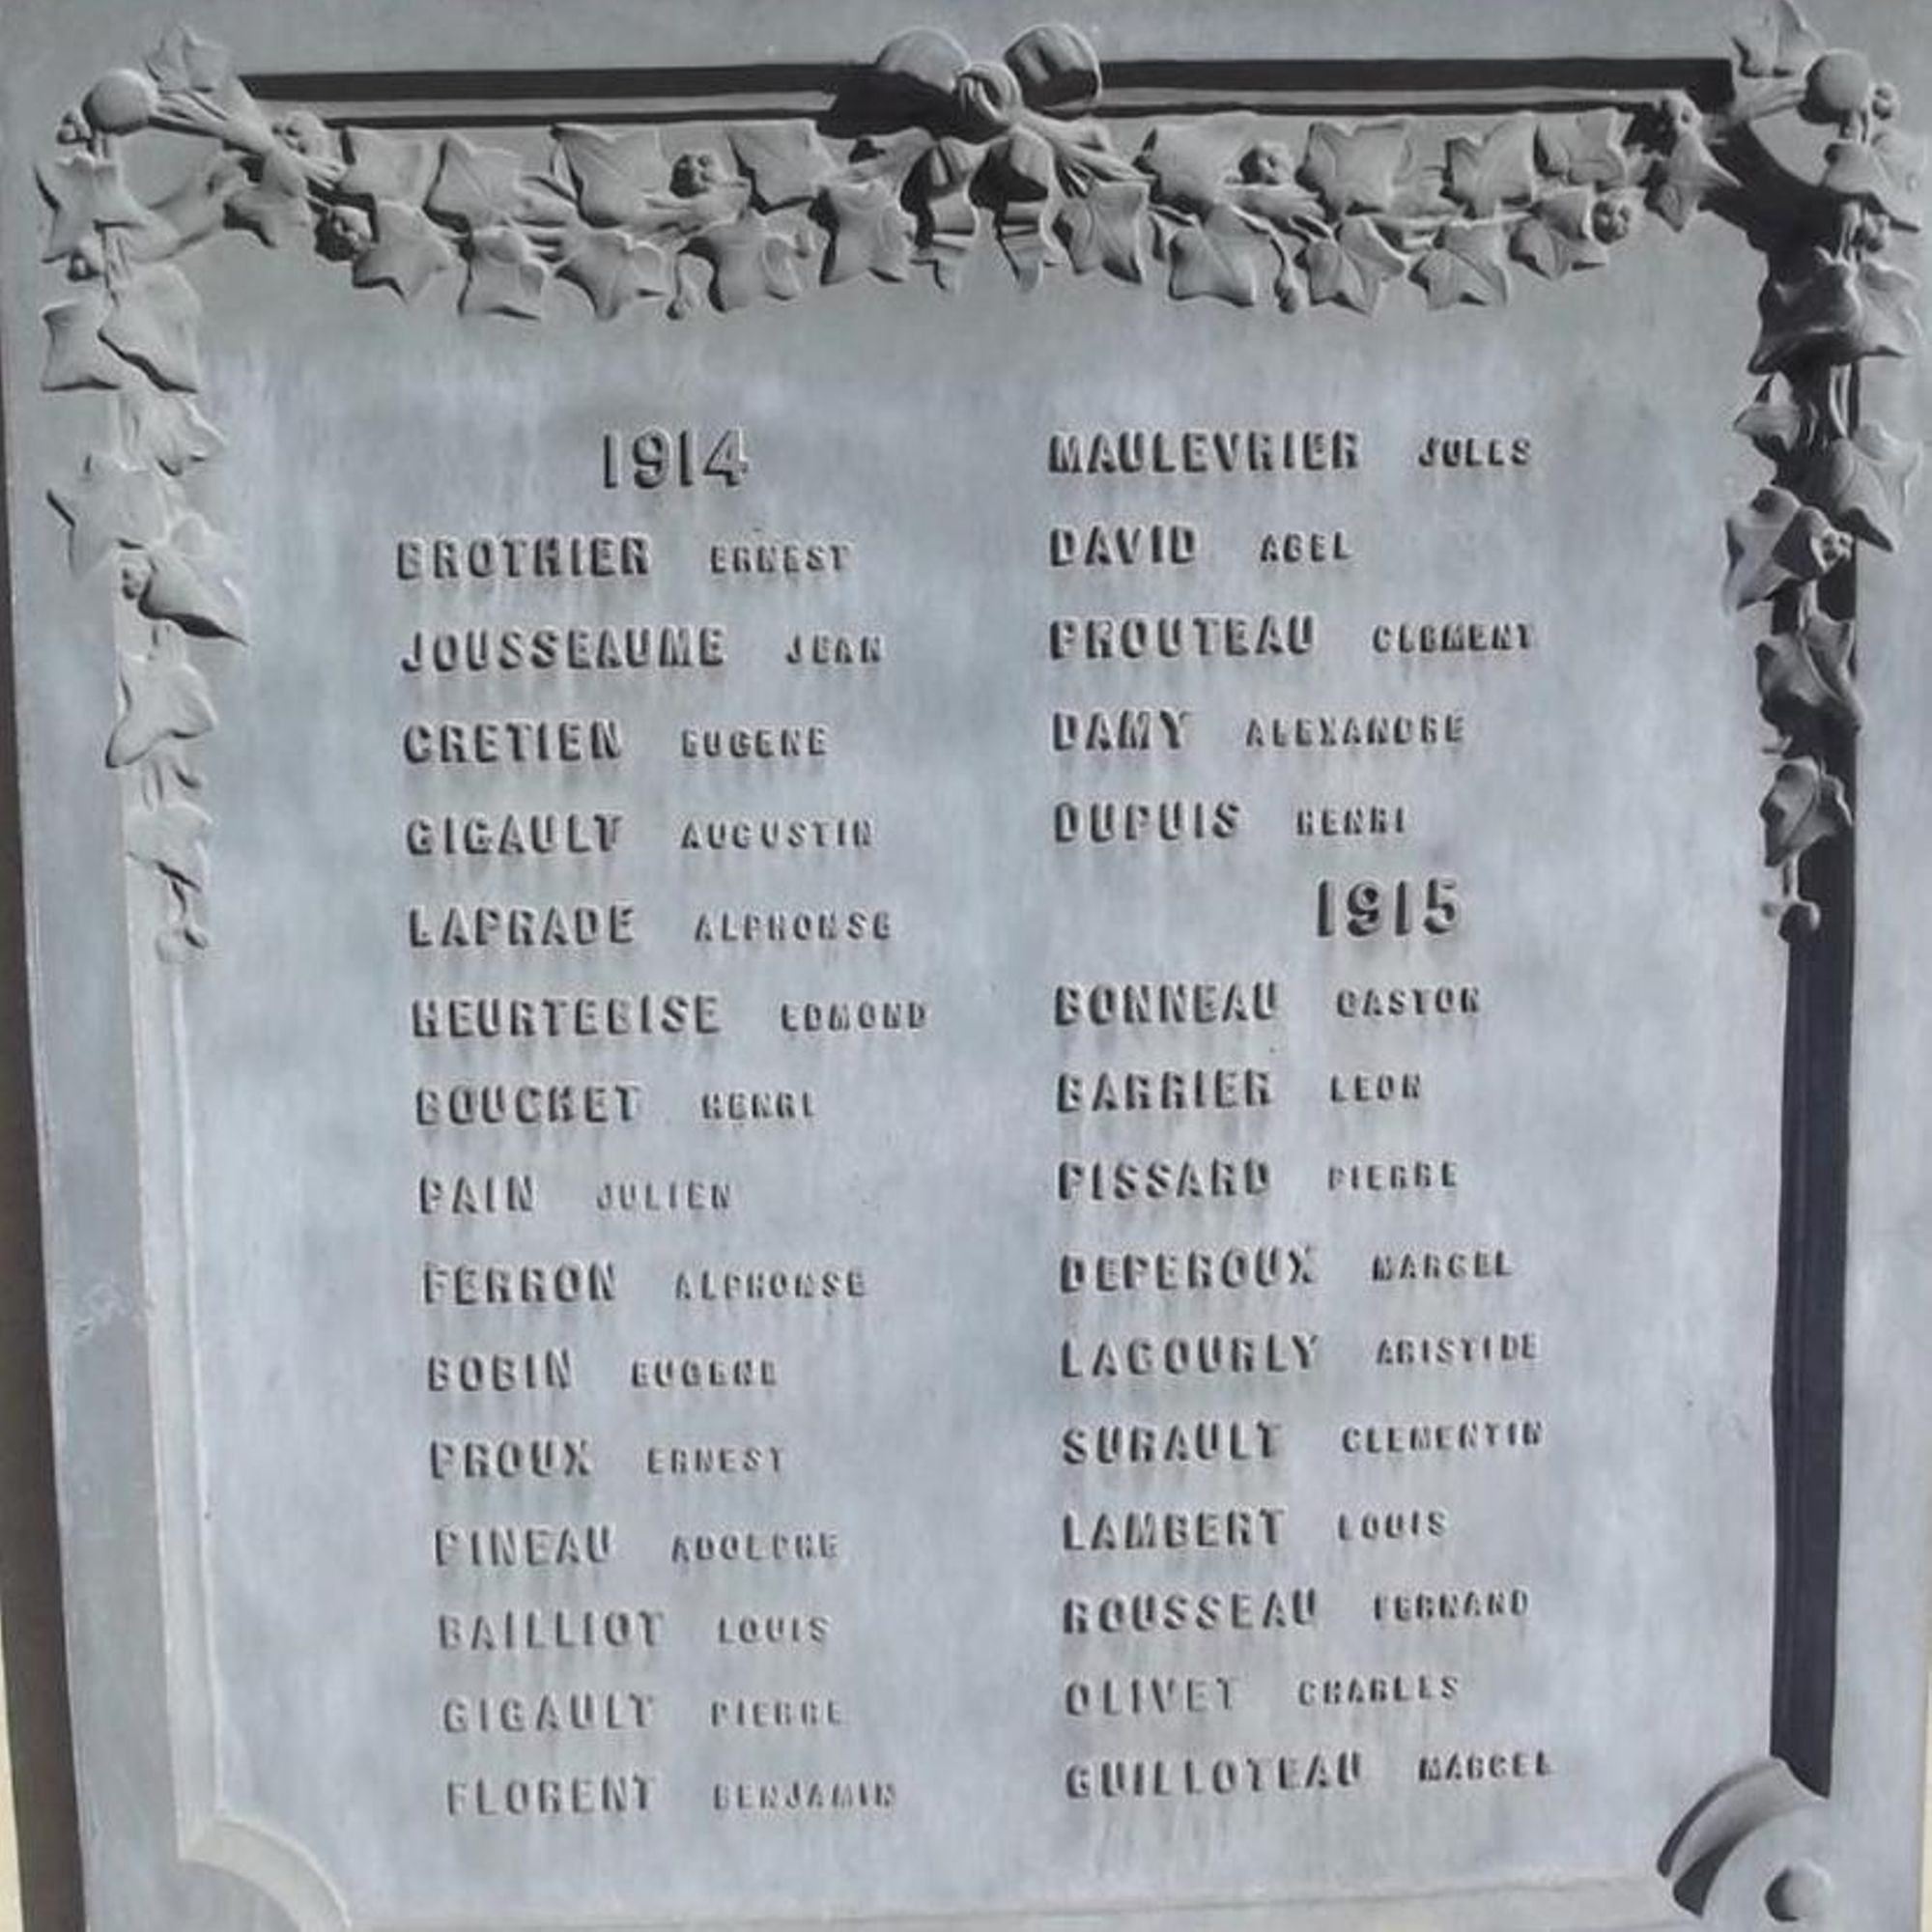 1914
BROTHIER ERNEST
JOUSSEAUME JEAN
CRETIEN EUGENE
GIGAULT AUGUSTIN
LAPRADE ALPHONSE
HEURTEBISE EDMOND
BOUCHET HENRI
PAIN JULIEN
FERRON ALPHONSE
BOBIN EUGENE
PROUX ERNEST
PINEAU ADOLPHE
BAILLIOT LOUIS
GIGAULT PIERRE
FLORENT BENJAMIN
MAULEVRIER JULES
DAVID ABEL
PROUTEAU CLEMENT
DAMY ALEXANDRE
DUPUIS HENRI
1915
BONNEAU GASTON
BARRIER LEON
PISSARD PIERRE
DEPEROUX MARCEL
LACOURLY ARISTIDE
SURAULT CLEMENTIN
LAMBERT LOUIS
ROUSSEAU FERNAND
OLIVET CHARLES
GUILLOTEAU MARCEL